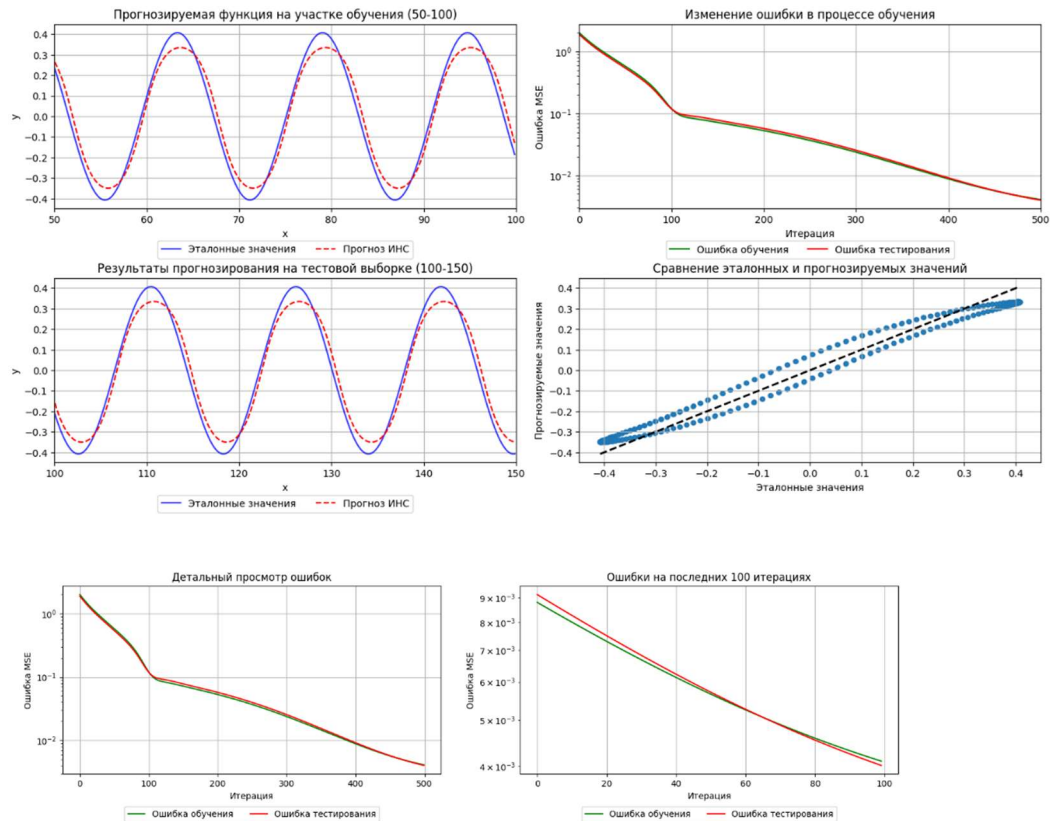 Прогнозируемая функция на участке обучения (50-100)
0.4
0.3
0.2
0.1
0.0
−0.1
−0.2
−0.3
−0.4
y
50 60 70 80 90 100
x
Эталонные значения Прогноз ИНС
Изменение ошибки в процессе обучения
10⁰
10⁻¹
10⁻²
Ошибка MSE
0 100 200 300 400 500
Итерация
Ошибка обучения Ошибка тестирования
Результаты прогнозирования на тестовой выборке (100-150)
0.4
0.3
0.2
0.1
0.0
−0.1
−0.2
−0.3
−0.4
y
100 110 120 130 140 150
x
Эталонные значения Прогноз ИНС
Сравнение эталонных и прогнозируемых значений
0.4
0.3
0.2
0.1
0.0
−0.1
−0.2
−0.3
−0.4
Прогнозируемые значения
−0.4 −0.3 −0.2 −0.1 0.0 0.1 0.2 0.3 0.4
Эталонные значения
Детальный просмотр ошибок
10⁰
10⁻¹
10⁻²
Ошибка MSE
0 100 200 300 400 500
Итерация
Ошибка обучения Ошибка тестирования
Ошибки на последних 100 итерациях
9 × 10⁻³
8 × 10⁻³
7 × 10⁻³
6 × 10⁻³
5 × 10⁻³
4 × 10⁻³
Ошибка MSE
0 20 40 60 80 100
Итерация
Ошибка обучения Ошибка тестирования